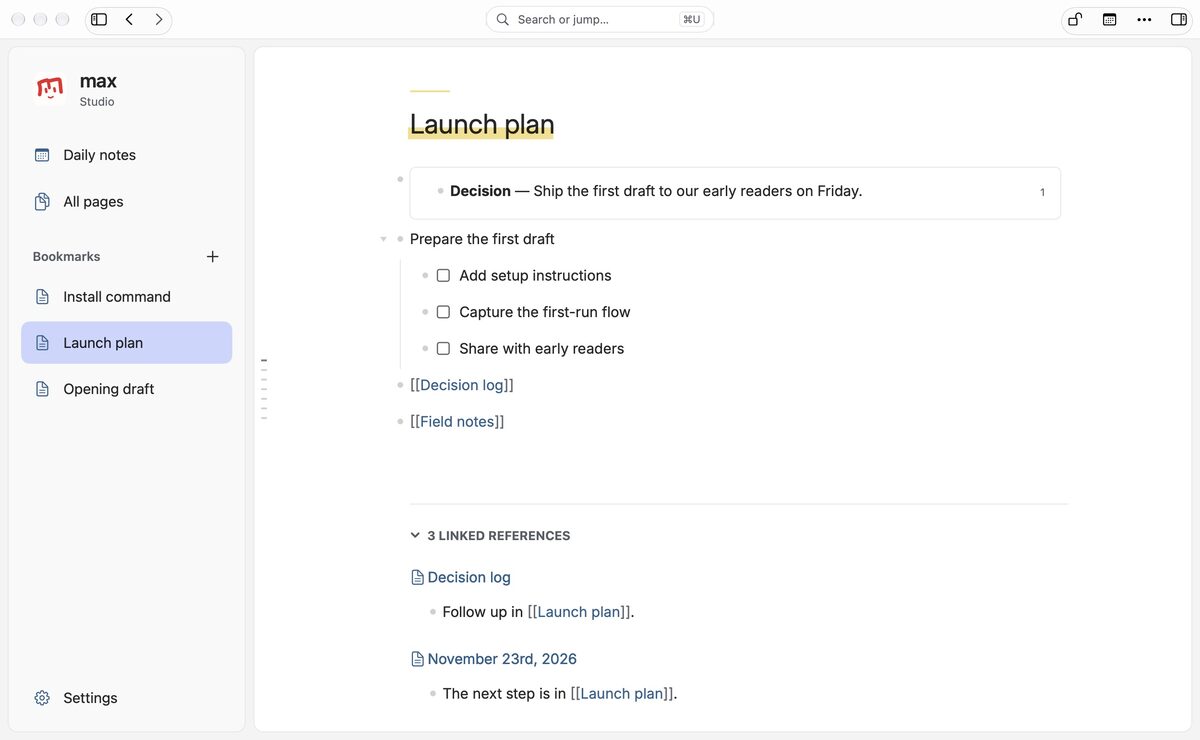 Search or jump... ⌘U
max
Studio
Daily notes
All pages
Bookmarks
Install command
Launch plan
Opening draft
Settings
Launch plan
Decision — Ship the first draft to our early readers on Friday. 1
Prepare the first draft
Add setup instructions
Capture the first-run flow
Share with early readers
[[Decision log]]
[[Field notes]]
3 LINKED REFERENCES
Decision log
Follow up in [[Launch plan]].
November 23rd, 2026
The next step is in [[Launch plan]].